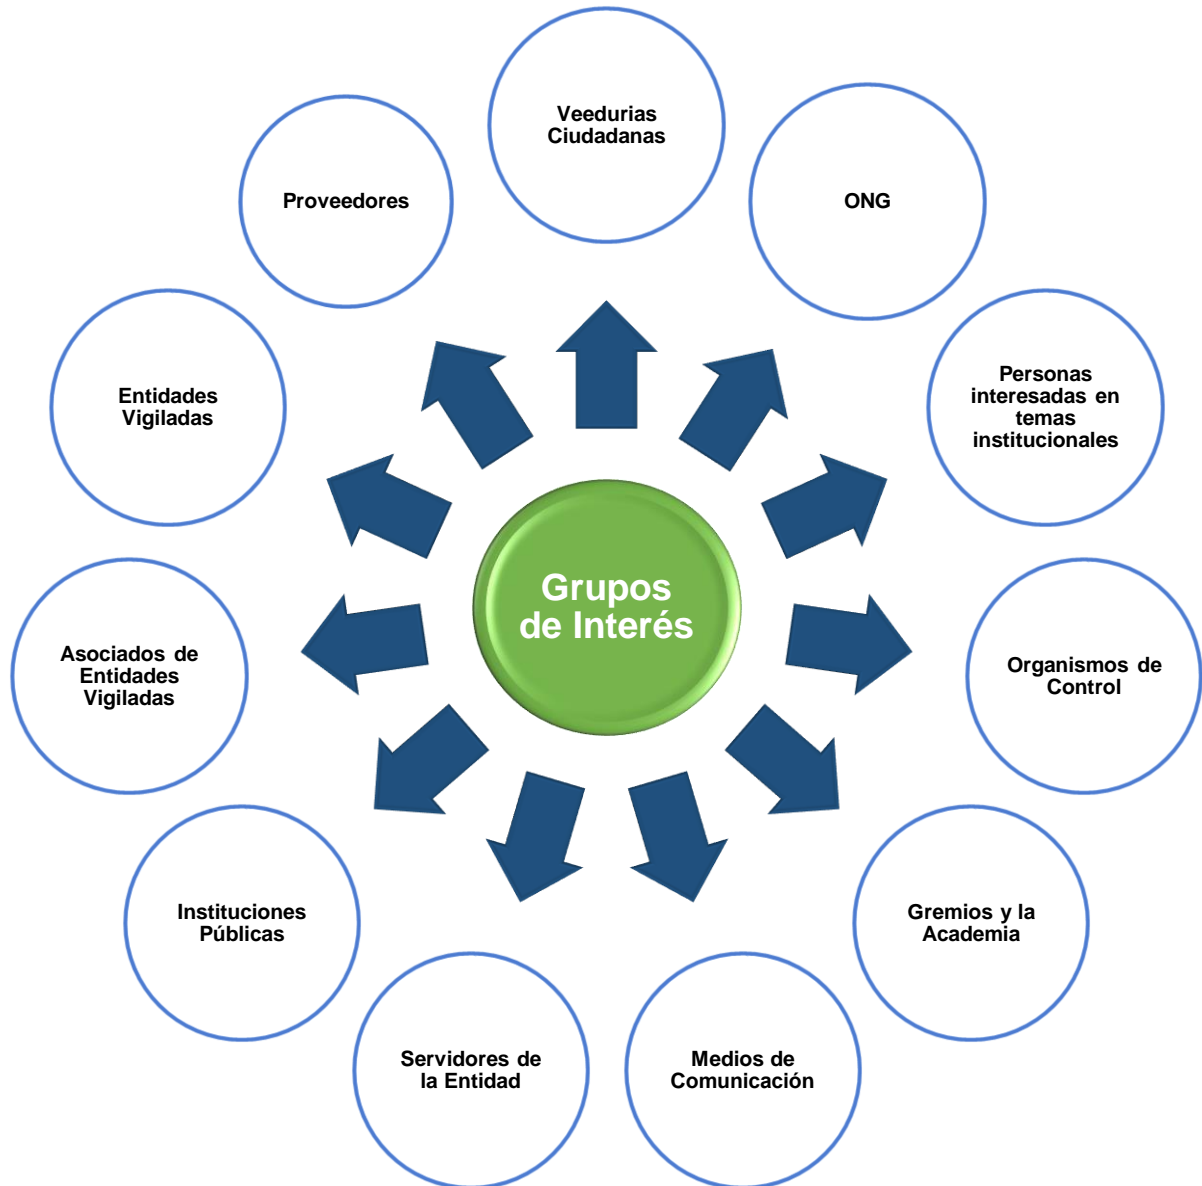 Veedurias
Ciudadanas
ONG
Proveedores
Personas
interesadas en
temas
institucionales
Entidades
Vigiladas
Grupos
de Interés
Organismos de
Control
Asociados de
Entidades
Vigiladas
Gremios y la
Academia
Instituciones
Públicas
Medios de
Comunicación
Servidores de
la Entidad